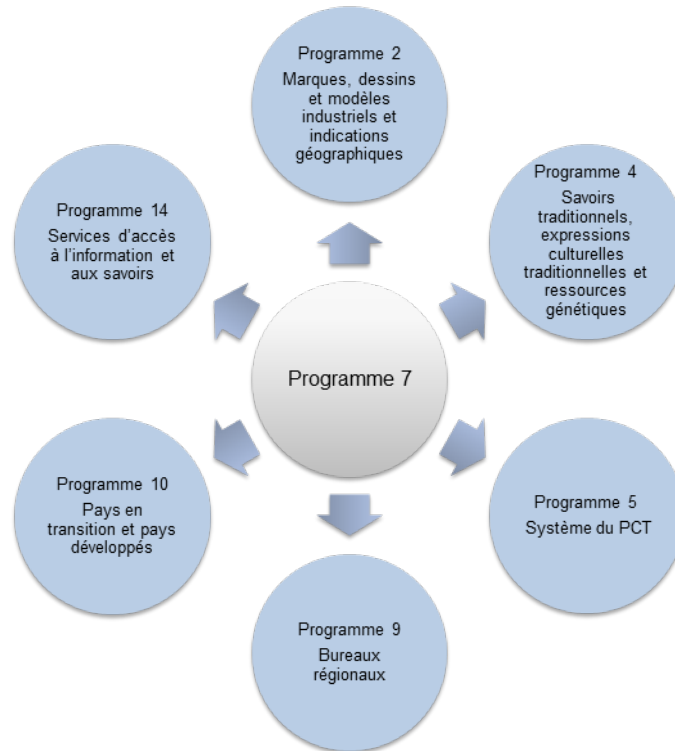 Programme 2
Marques, dessins
et modèles
industriels et
indications
géographiques
Programme 4
Savoirs
traditionnels,
expressions
culturelles
traditionnelles et
ressources
génétiques
Programme 14
Services d'accès
à l'information et
aux savoirs
Programme 7
Programme 10
Pays en
transition et pays
développés
Programme 5
Système du PCT
Programme 9
Bureaux
régionaux